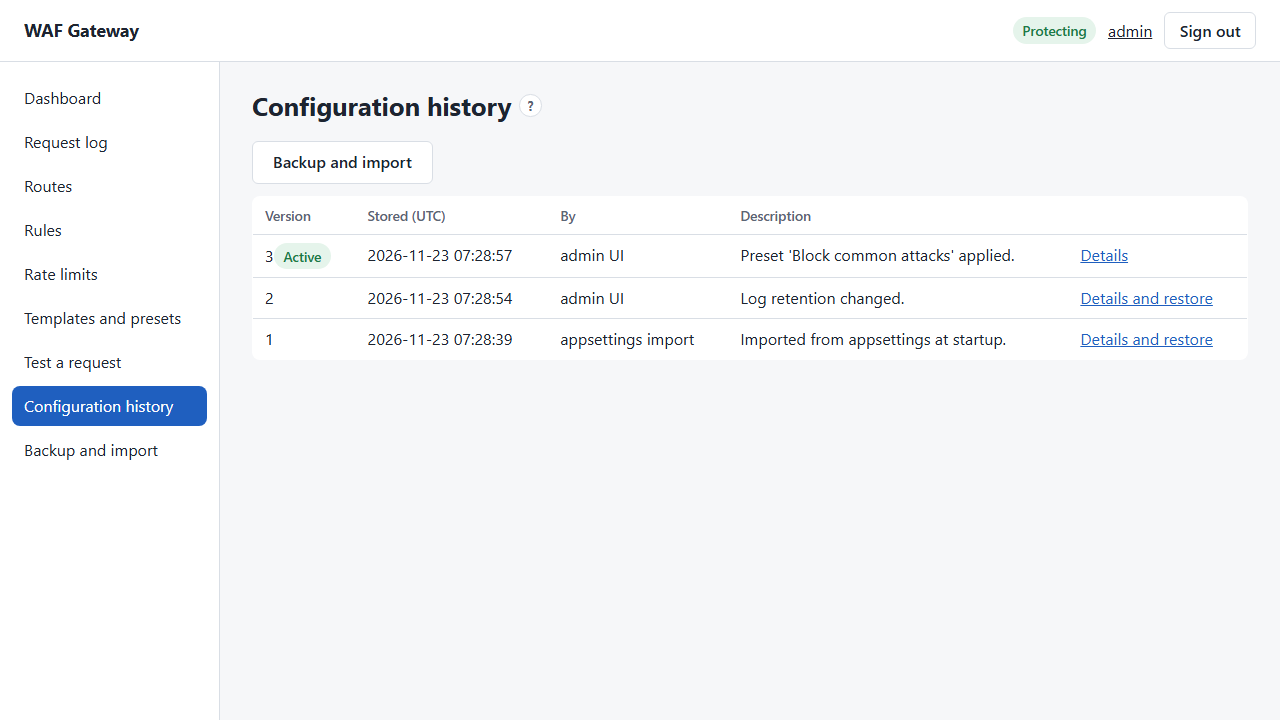 WAF Gateway
Protecting admin Sign out
Dashboard
Request log
Routes
Rules
Rate limits
Templates and presets
Test a request
Configuration history
Backup and import
Configuration history ?
Backup and import
Version Stored (UTC) By Description
3 Active 2026-11-23 07:28:57 admin UI Preset 'Block common attacks' applied. Details
2 2026-11-23 07:28:54 admin UI Log retention changed. Details and restore
1 2026-11-23 07:28:39 appsettings import Imported from appsettings at startup. Details and restore